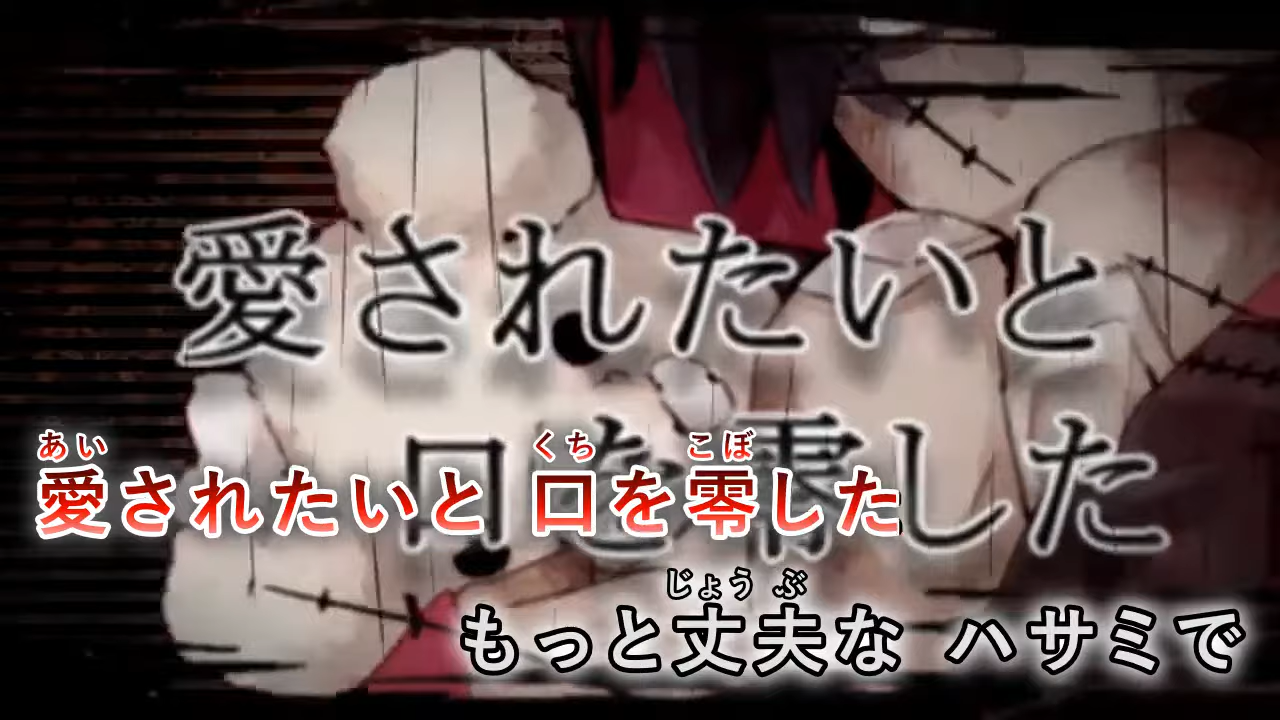 愛されたいと
口を零した
あい くち こぼ
愛されたいと 口を零した
じょう ぶ
もっと丈夫な ハサミで